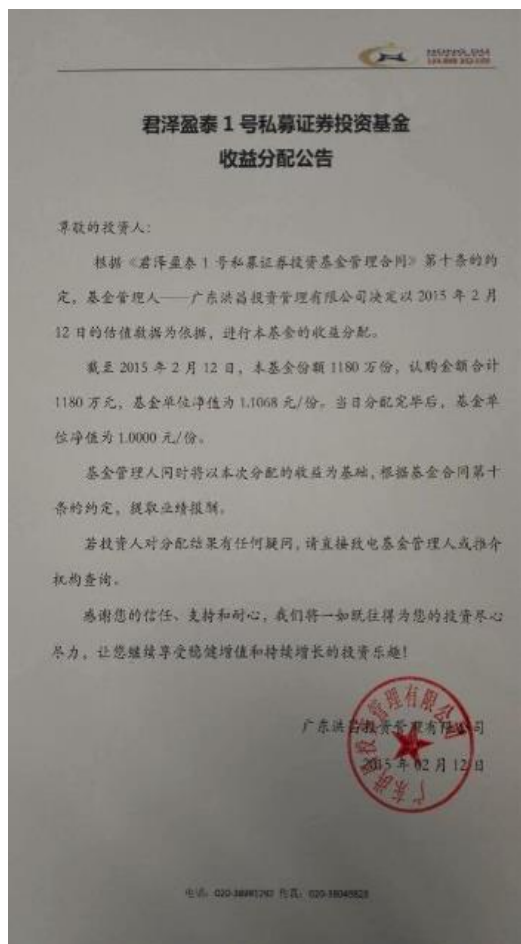 君泽盈泰1号私募证券投资基金
收益分配公告
尊敬的投资人：
根据《君泽盈泰1号私募证券投资基金管理合同》第十条的约
定，基金管理人——广东洪昌投资管理有限公司决定以2015年2月
12日的估值数据为依据，进行本基金的收益分配。
截至2015年2月12日，本基金份额1180万份，认购金额合计
1180万元，基金单位净值为1.1068元/份。当日分配完毕后，基金单
位净值为1.0000元/份。
基金管理人同时将以本次分配的收益为基础，根据基金合同第十
条的约定，提取业绩报酬。
若投资人对分配结果有任何疑问，请直接致电基金管理人或推介
机构查询。
感谢您的信任、支持和耐心，我们将一如既往得为您的投资尽心
尽力，让您继续享受稳健增值和持续增长的投资乐趣！
广东洪昌投资管理有限公司
2015年02月12日
广东洪昌投资管理有限公司
电话：传真：